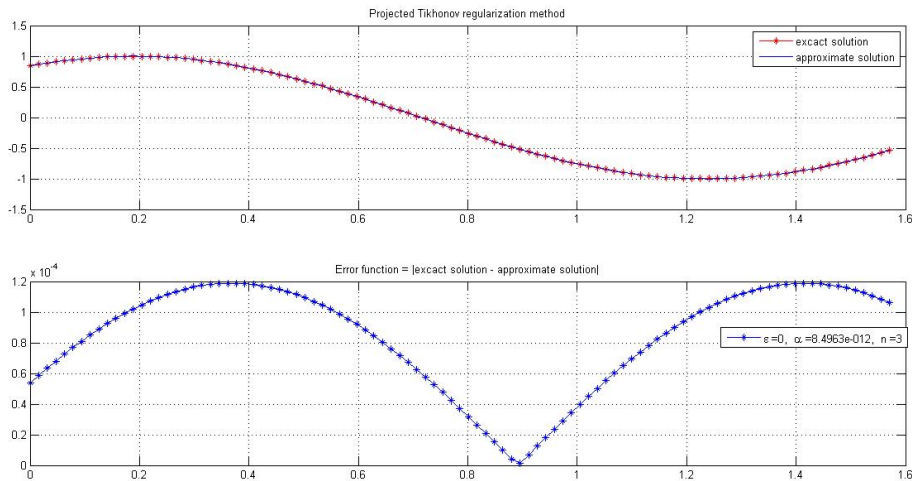 Projected Tikhonov regularization method
1.5
1
0.5
0
-0.5
-1
-1.5
excact solution
approximate solution
0 0.2 0.4 0.6 0.8 1 1.2 1.4 1.6
Error function = |excact solution - approximate solution|
x 10⁻⁴
1.2
1
0.8
0.6
0.4
0.2
0
ε=0, α=8.4963e-012, n=3
0 0.2 0.4 0.6 0.8 1 1.2 1.4 1.6